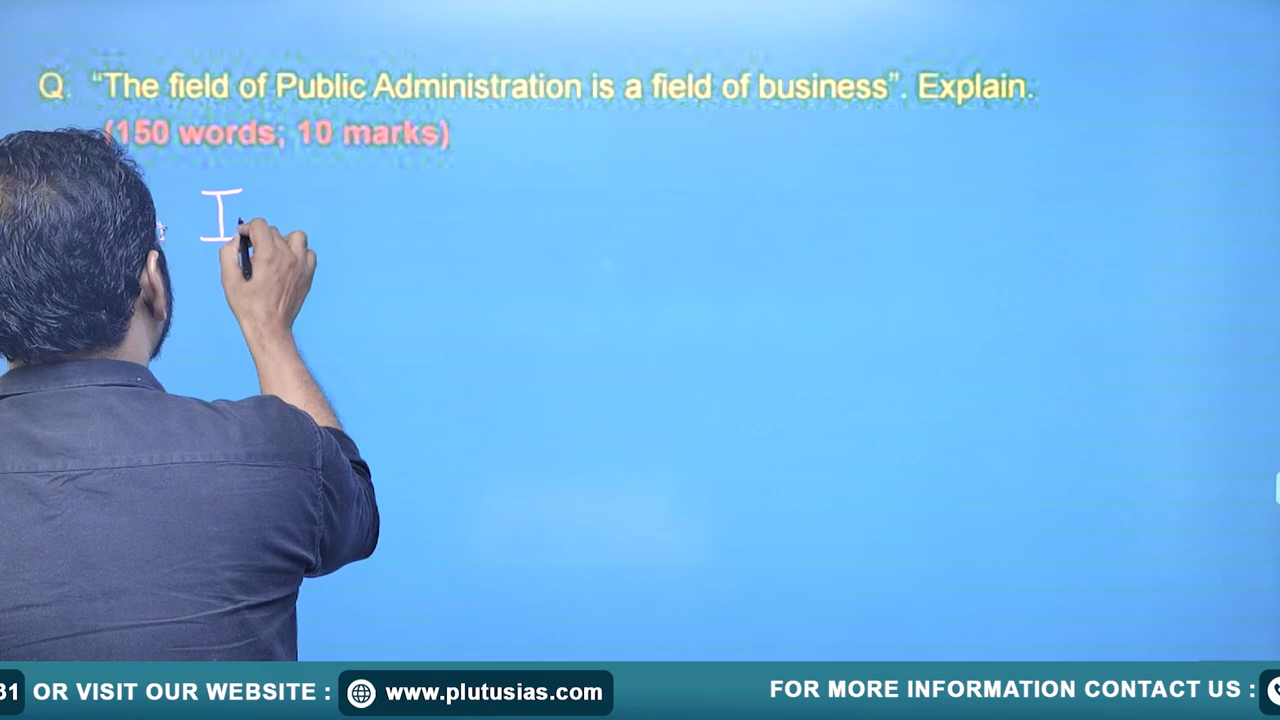 Q. “The field of Public Administration is a field of business”. Explain.
(150 words; 10 marks)
I
31 OR VISIT OUR WEBSITE : www.plutusias.com FOR MORE INFORMATION CONTACT US :